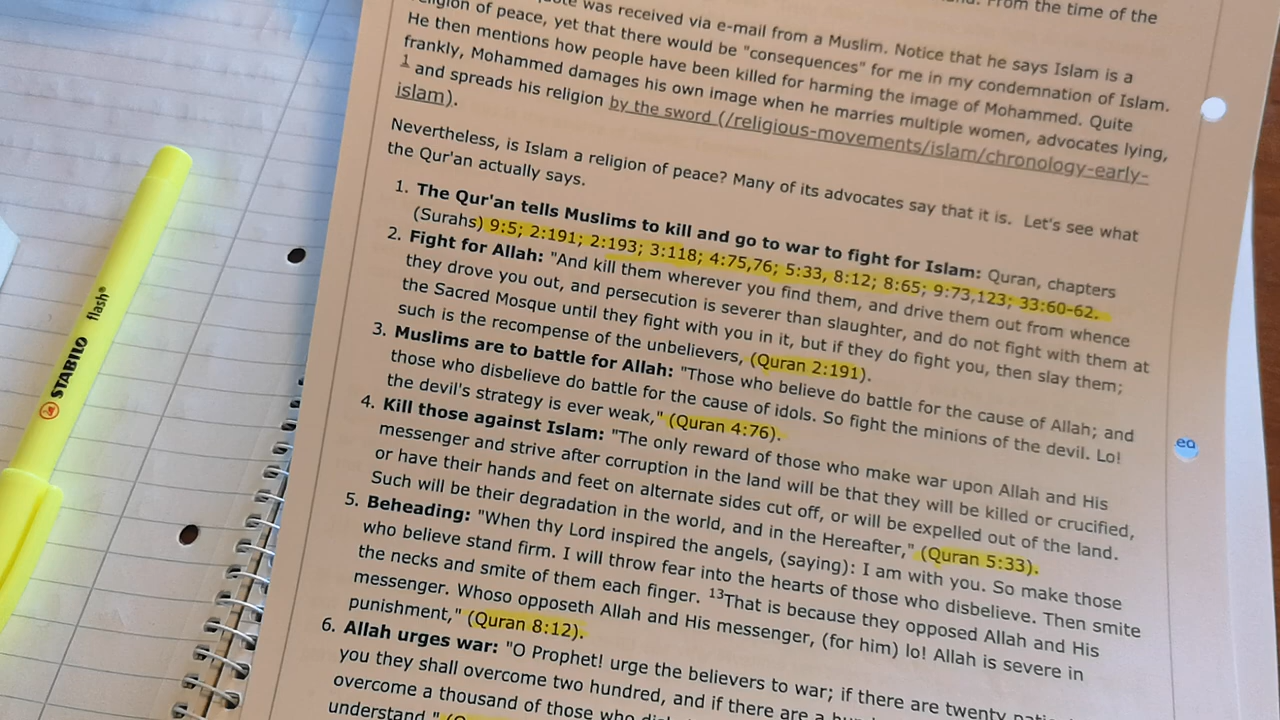 From the time of the
quote was received via e-mail from a Muslim. Notice that he says Islam is a
religion of peace, yet that there would be "consequences" for me in my condemnation of Islam.
He then mentions how people have been killed for harming the image of Mohammed. Quite
frankly, Mohammed damages his own image when he marries multiple women, advocates lying,
1 and spreads his religion by the sword (/religious-movements/islam/chronology-early-
islam).
Nevertheless, is Islam a religion of peace? Many of its advocates say that it is. Let's see what
the Qur'an actually says.
1. The Qur'an tells Muslims to kill and go to war to fight for Islam: Quran, chapters
(Surahs) 9:5; 2:191; 2:193; 3:118; 4:75,76; 5:33, 8:12; 8:65; 9:73,123; 33:60-62.
2. Fight for Allah: "And kill them wherever you find them, and drive them out from whence
they drove you out, and persecution is severer than slaughter, and do not fight with them at
the Sacred Mosque until they fight with you in it, but if they do fight you, then slay them;
such is the recompense of the unbelievers, (Quran 2:191).
3. Muslims are to battle for Allah: "Those who believe do battle for the cause of Allah; and
those who disbelieve do battle for the cause of idols. So fight the minions of the devil. Lo!
the devil's strategy is ever weak," (Quran 4:76).
4. Kill those against Islam: "The only reward of those who make war upon Allah and His
messenger and strive after corruption in the land will be that they will be killed or crucified,
or have their hands and feet on alternate sides cut off, or will be expelled out of the land.
Such will be their degradation in the world, and in the Hereafter," (Quran 5:33).
5. Beheading: "When thy Lord inspired the angels, (saying): I am with you. So make those
who believe stand firm. I will throw fear into the hearts of those who disbelieve. Then smite
the necks and smite of them each finger. 13That is because they opposed Allah and His
messenger. Whoso opposeth Allah and His messenger, (for him) lo! Allah is severe in
punishment," (Quran 8:12).
6. Allah urges war: "O Prophet! urge the believers to war; if there are twenty
you they shall overcome two hundred, and if there are a
overcome a thousand of those who
understand."
STABILO flash®
ea